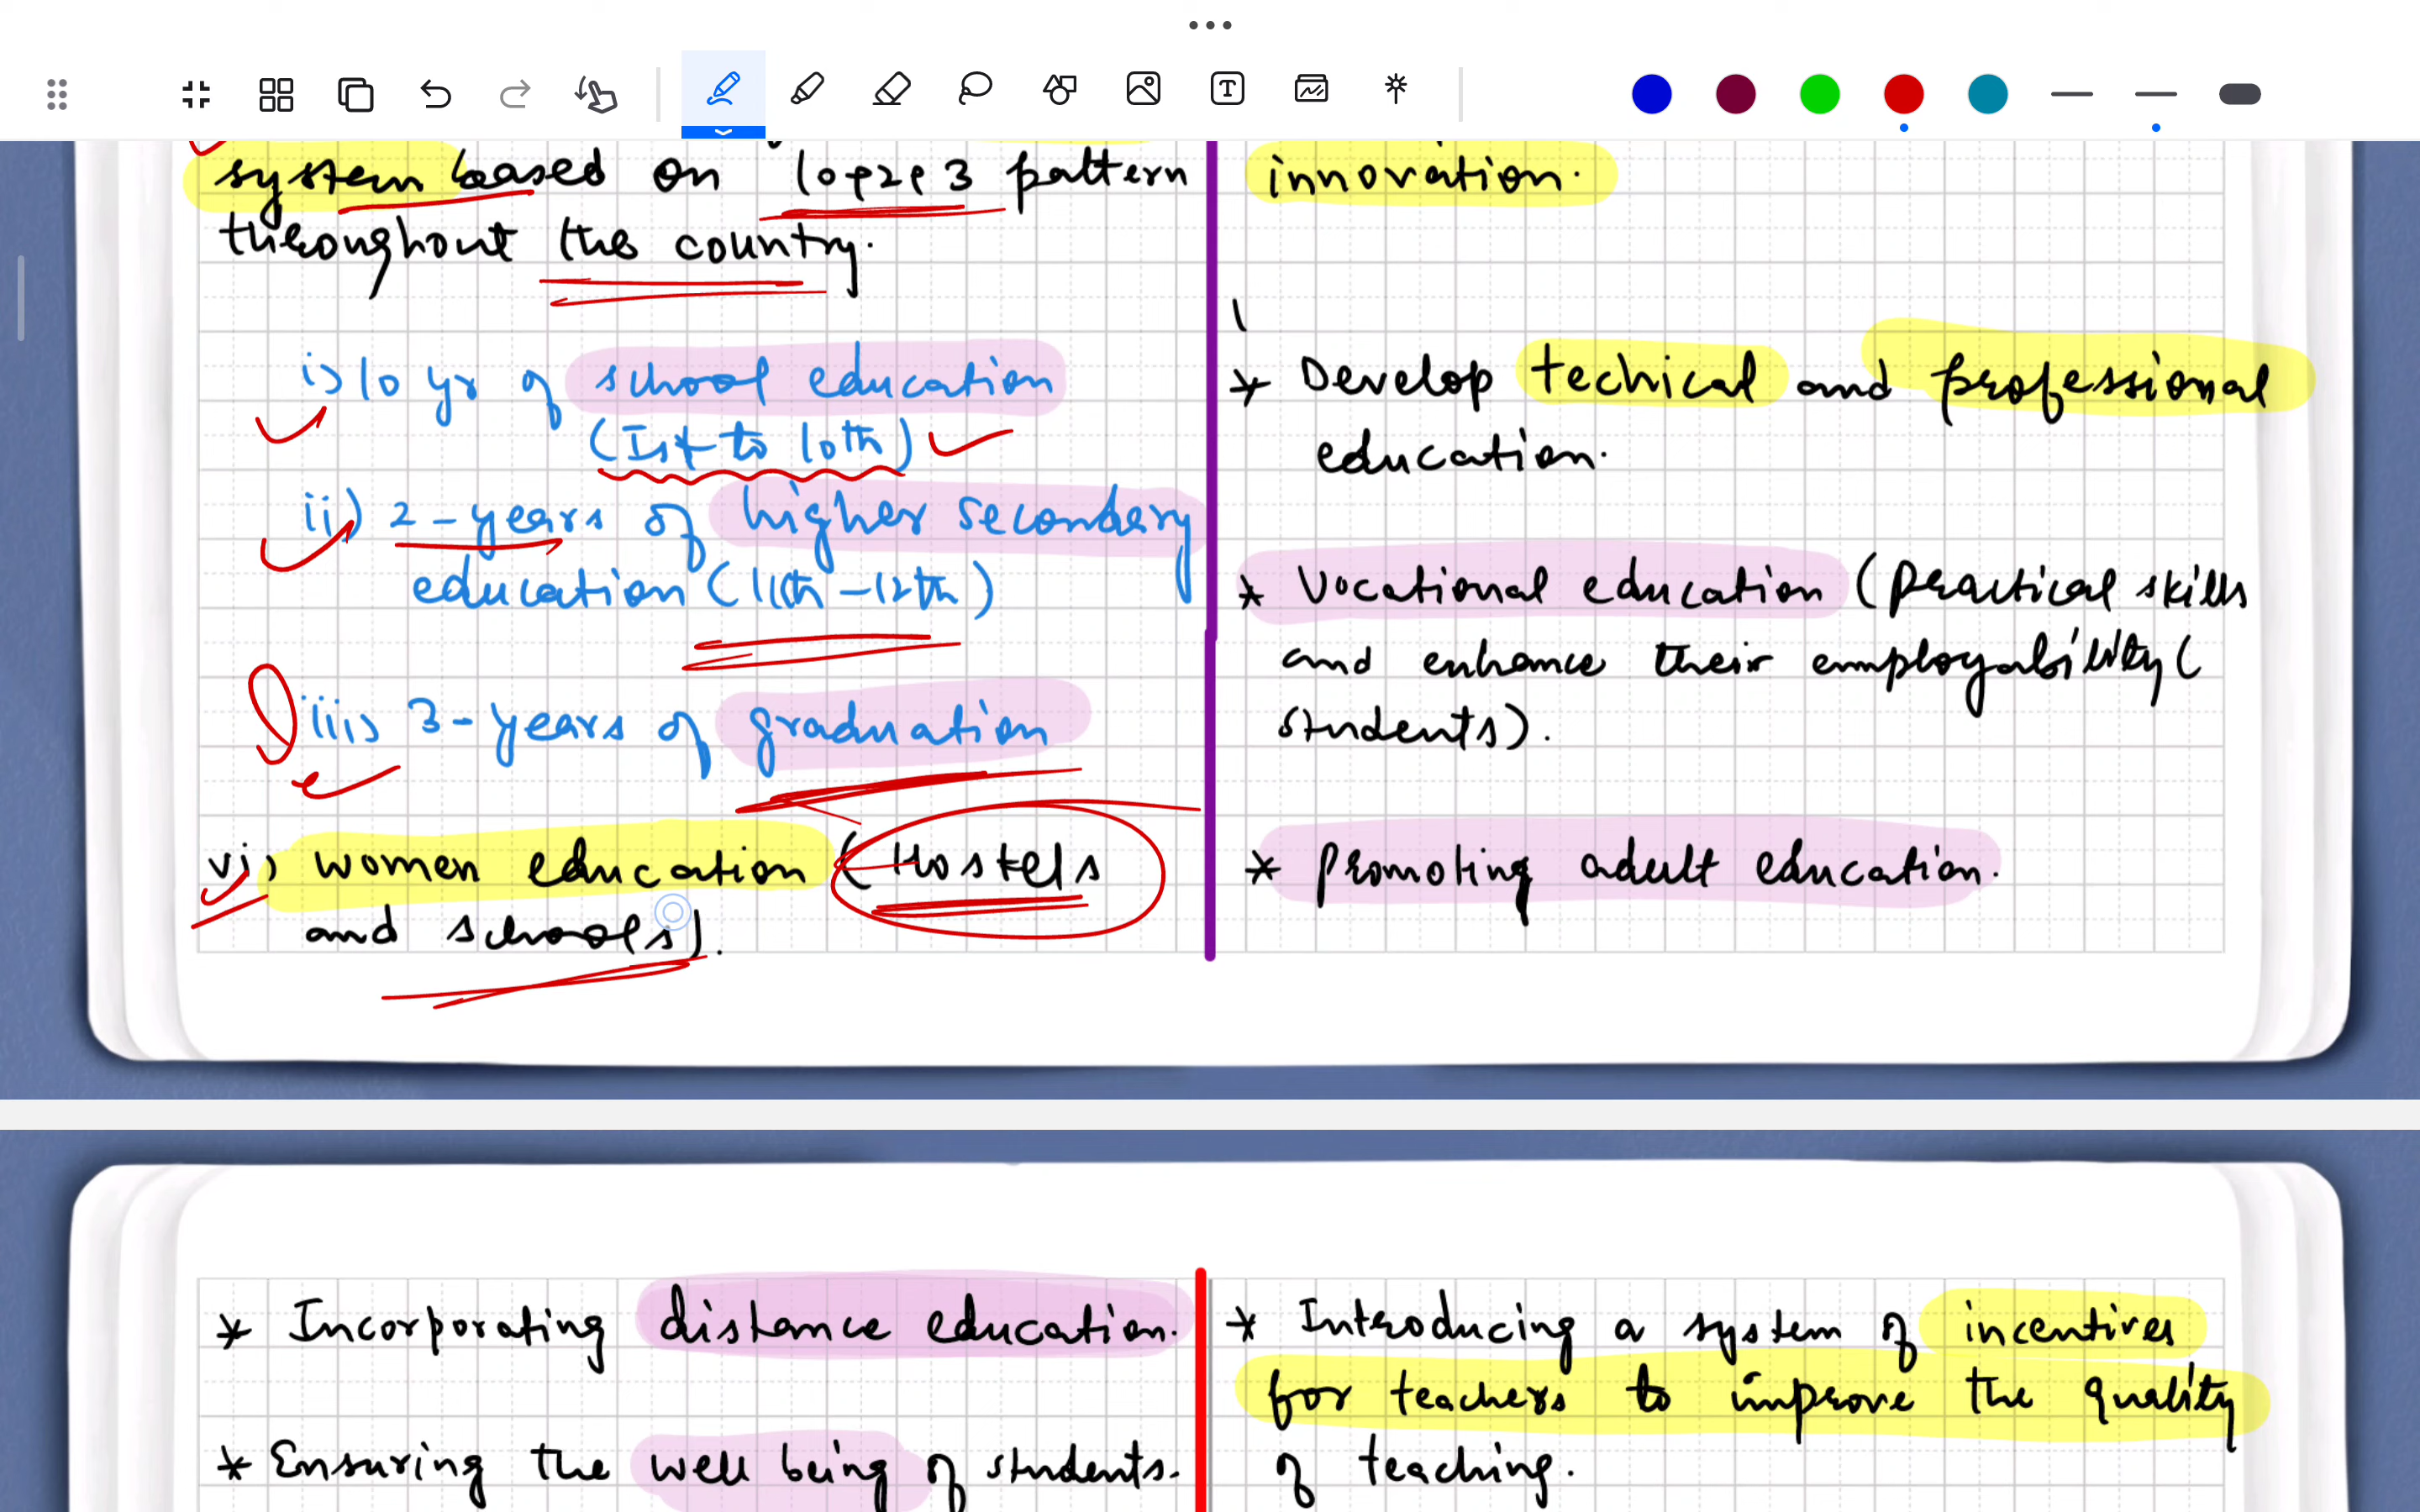 system based on 10+2+3 pattern
throughout the country.
i) 10 yr of school education
(Ist to 10th)
ii) 2-years of higher secondary
education (11th-12th)
iii) 3-years of graduation
vi) women education (Hostels
and schools).
innovation.
* Develop techical and professional
education.
* Vocational education (practical skills
and enhance their employability (
students).
* Promoting adult education.
* Incorporating distance education.
* Ensuring the well being of students.
* Introducing a system of incentives
for teachers to improve the quality
of teaching.